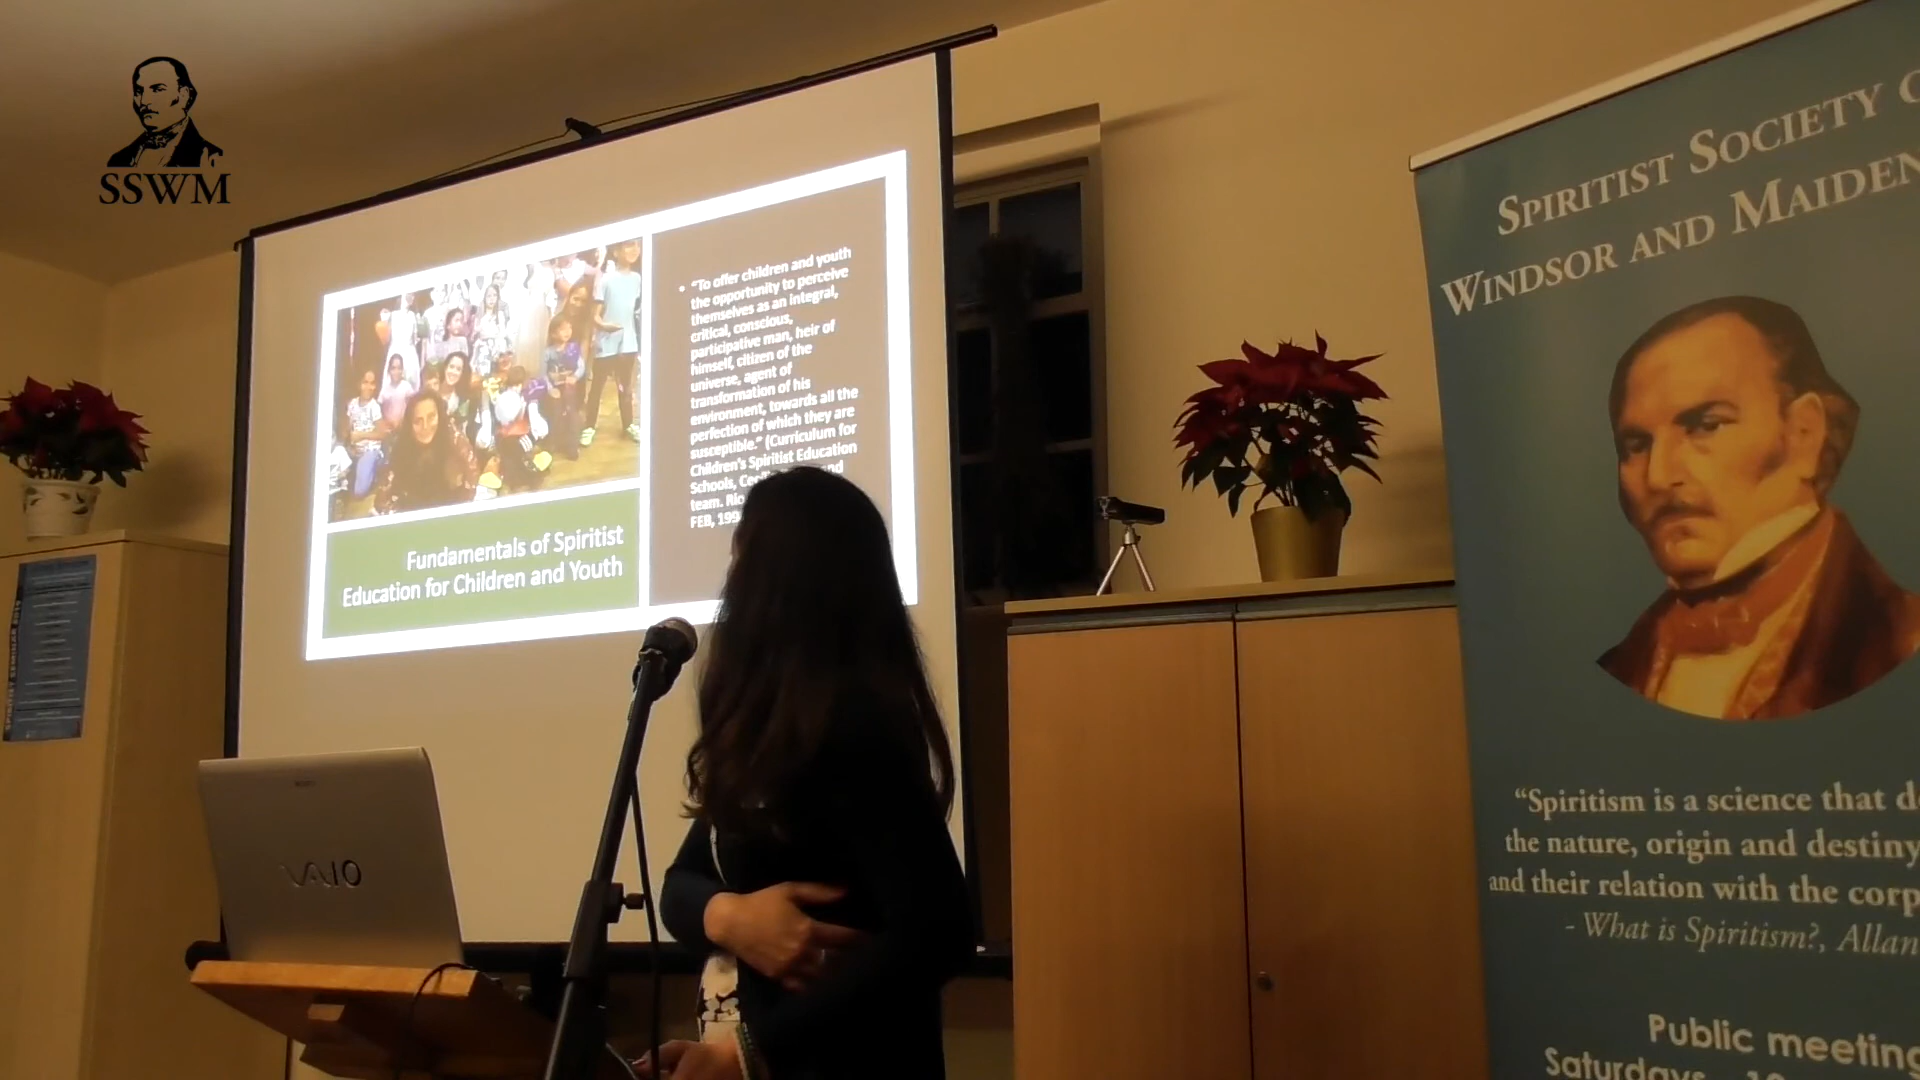 SSWM
"To offer children and youth
the opportunity to perceive
themselves as an integral,
critical, conscious,
participative man, heir of
himself, citizen of the
universe, agent of
transformation of his
environment, towards all the
perfection of which they are
susceptible." (Curriculum for
Children's Spiritist Education
Schools, and
team. Rio
FEB, 199
Fundamentals of Spiritist
Education for Children and Youth
VAIO
SPIRITIST SOCIETY
WINDSOR AND MAIDEN
"Spiritism is a science that d
the nature, origin and destiny
and their relation with the corp
- What is Spiritism?, Allan
Public meeting
Saturdays